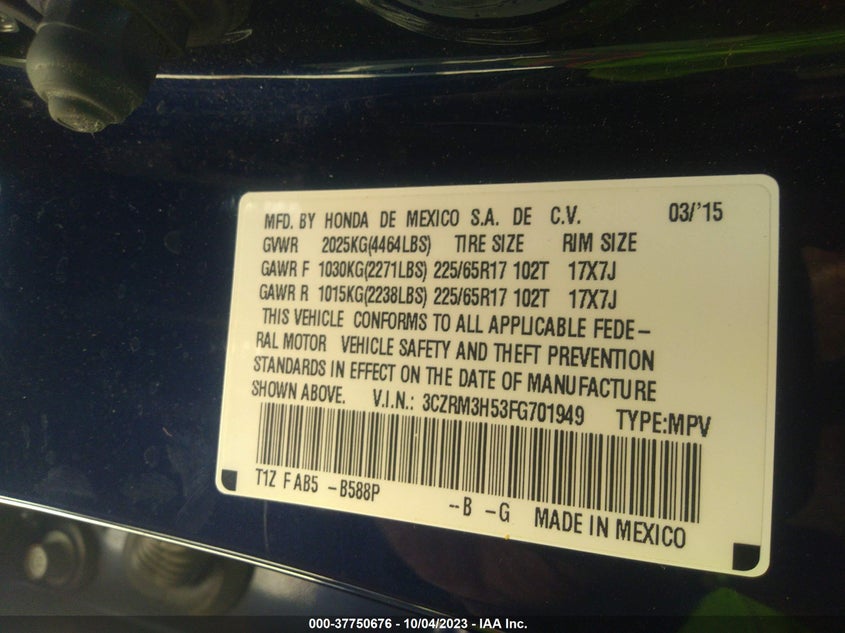 MFD. BY HONDA DE MEXICO S.A. DE C.V. 03/'15
GVWR 2025KG(4464LBS) TIRE SIZE RIM SIZE
GAWR F 1030KG(2271LBS) 225/65R17 102T 17X7J
GAWR R 1015KG(2238LBS) 225/65R17 102T 17X7J
THIS VEHICLE CONFORMS TO ALL APPLICABLE FEDE-
RAL MOTOR VEHICLE SAFETY AND THEFT PREVENTION
STANDARDS IN EFFECT ON THE DATE OF MANUFACTURE
SHOWN ABOVE. V.I.N.: 3CZRM3H53FG701949 TYPE:MPV
T1Z F AB5 -B588P --B -G MADE IN MEXICO
000-37750676 - 10/04/2023 - IAA Inc.